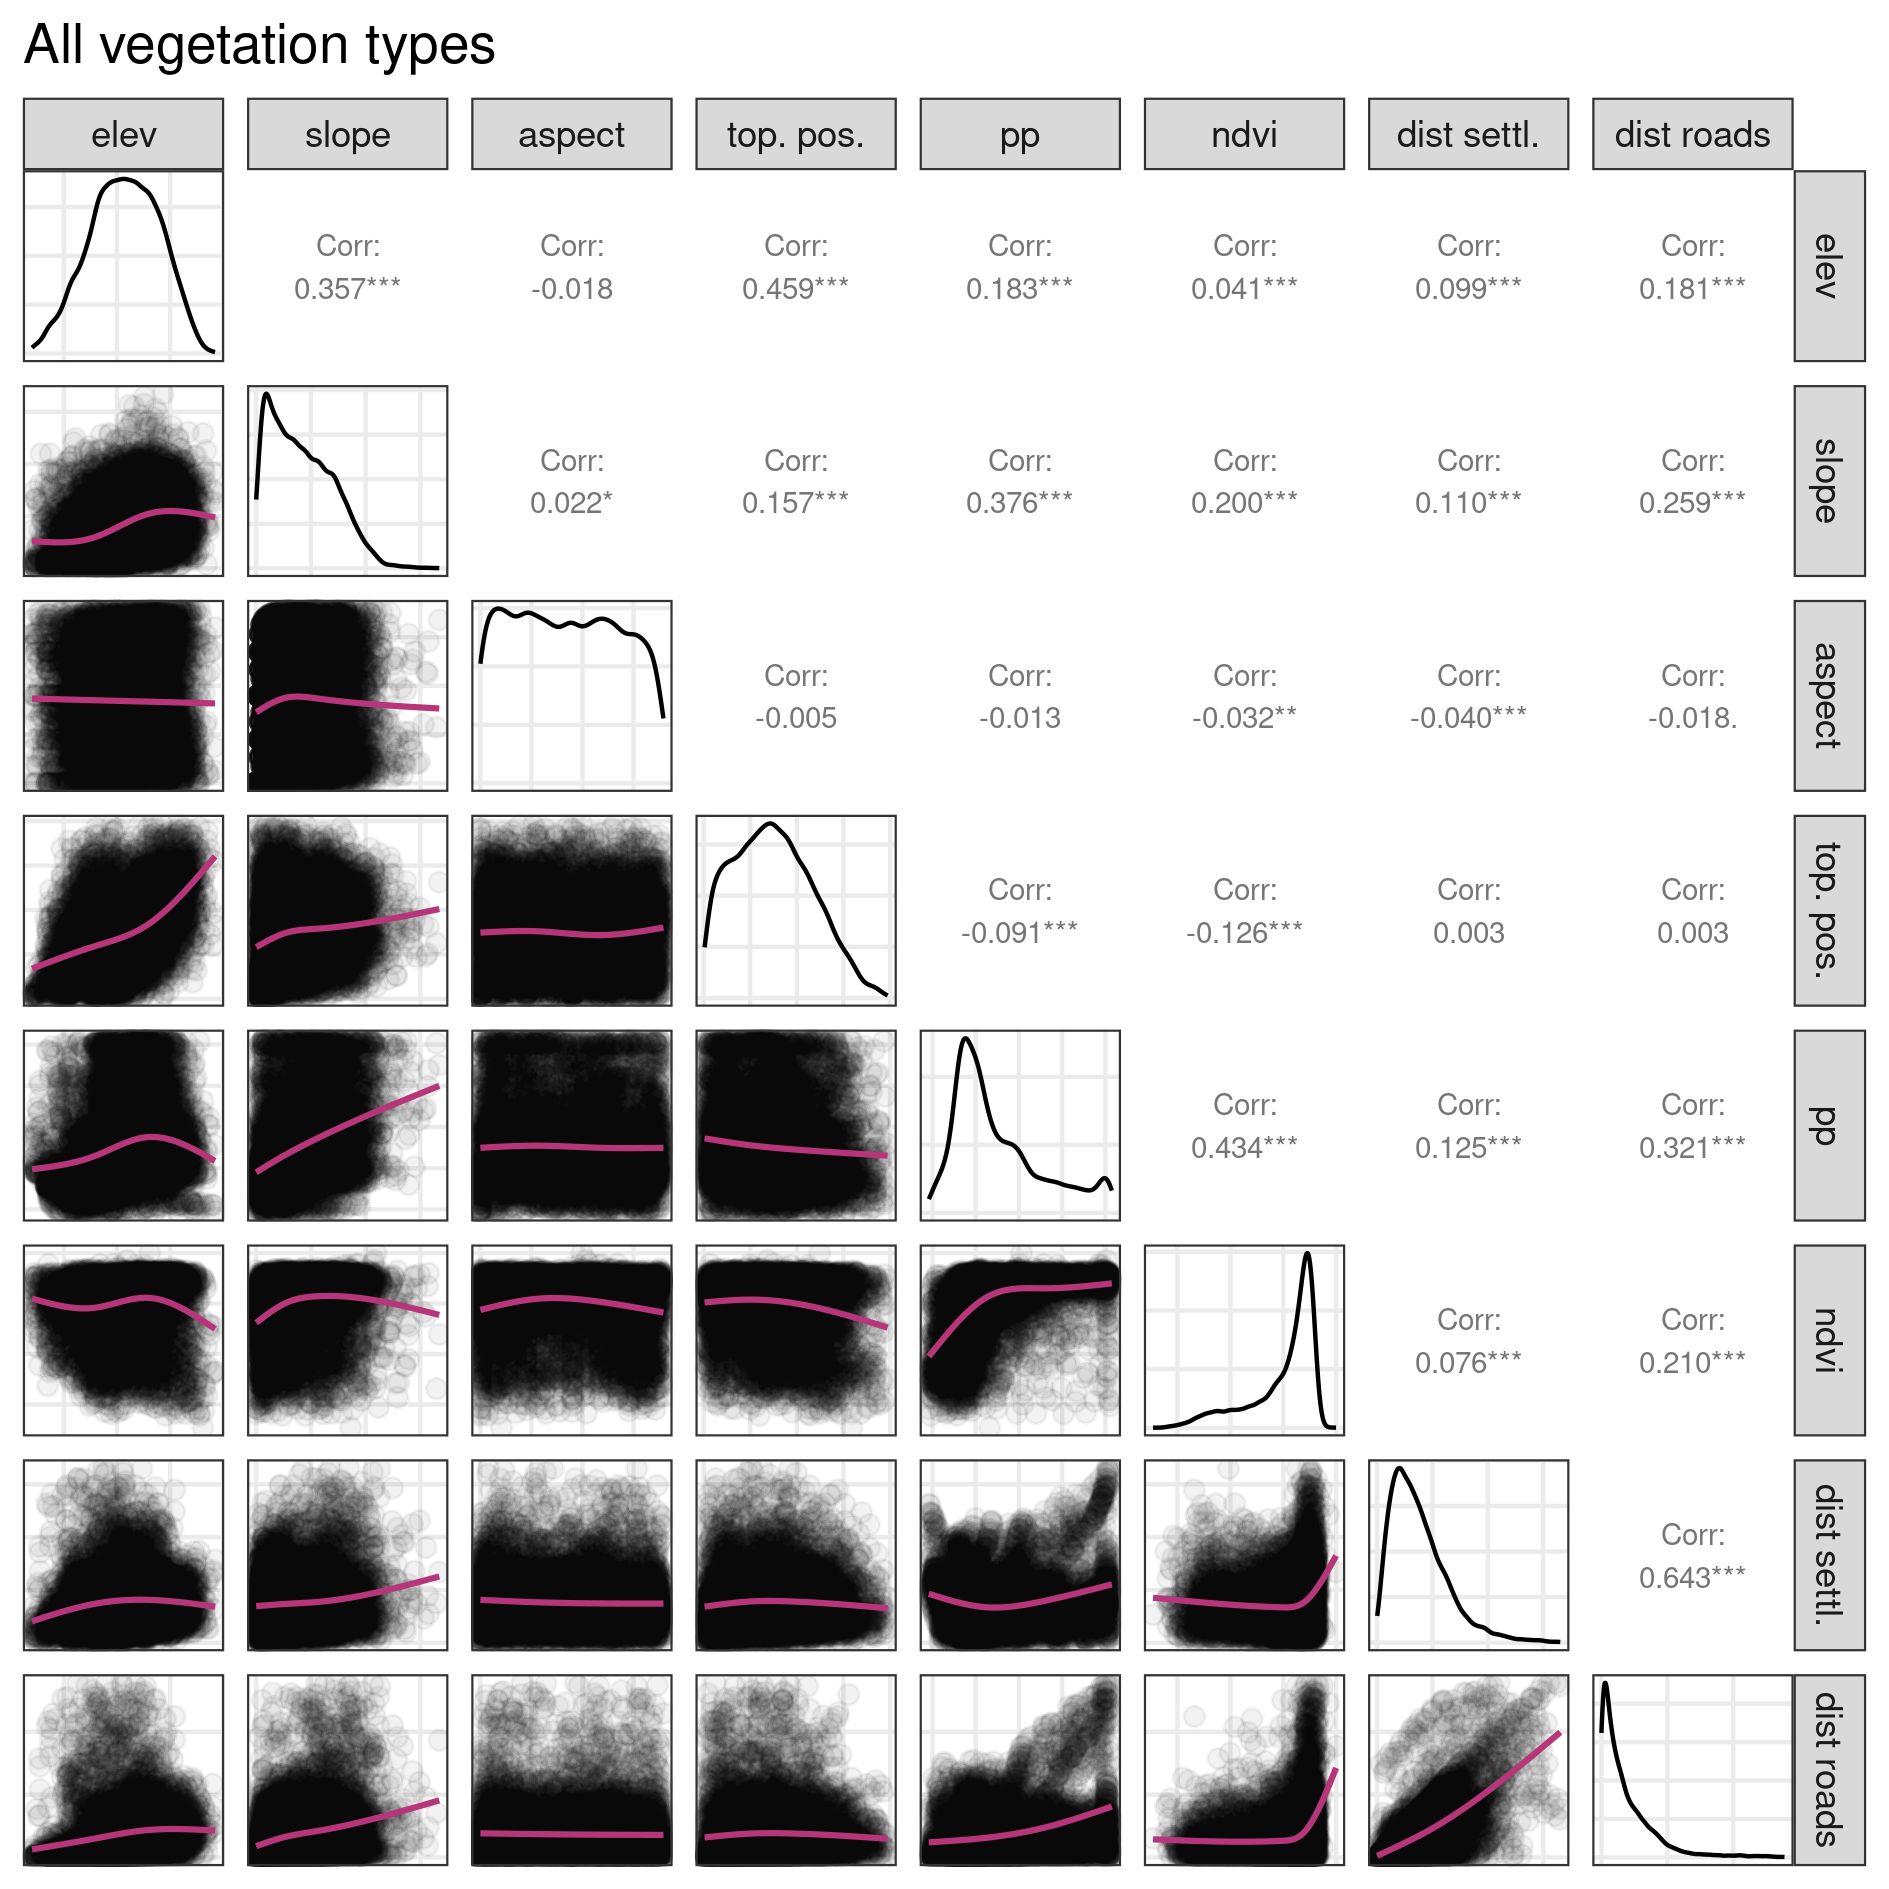 All vegetation types
elev slope aspect top. pos. pp ndvi dist settl. dist roads
Corr: Corr: Corr: Corr: Corr: Corr: Corr:
0.357*** -0.018 0.459*** 0.183*** 0.041*** 0.099*** 0.181***
elev
Corr: Corr: Corr: Corr: Corr: Corr:
0.022* 0.157*** 0.376*** 0.200*** 0.110*** 0.259***
slope
Corr: Corr: Corr: Corr: Corr:
-0.005 -0.013 -0.032** -0.040*** -0.018.
aspect
Corr: Corr: Corr: Corr:
-0.091*** -0.126*** 0.003 0.003
top. pos.
Corr: Corr: Corr:
0.434*** 0.125*** 0.321***
pp
Corr: Corr:
0.076*** 0.210***
ndvi
Corr:
0.643***
dist settl.
dist roads